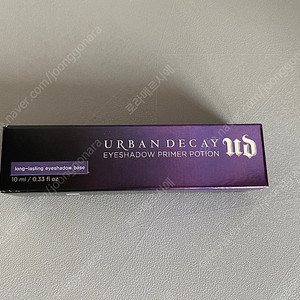 URBAN DECAY
EYESHADOW PRIMER POTION
ud
long-lasting eyeshadow base
10 ml / 0.33 fl oz